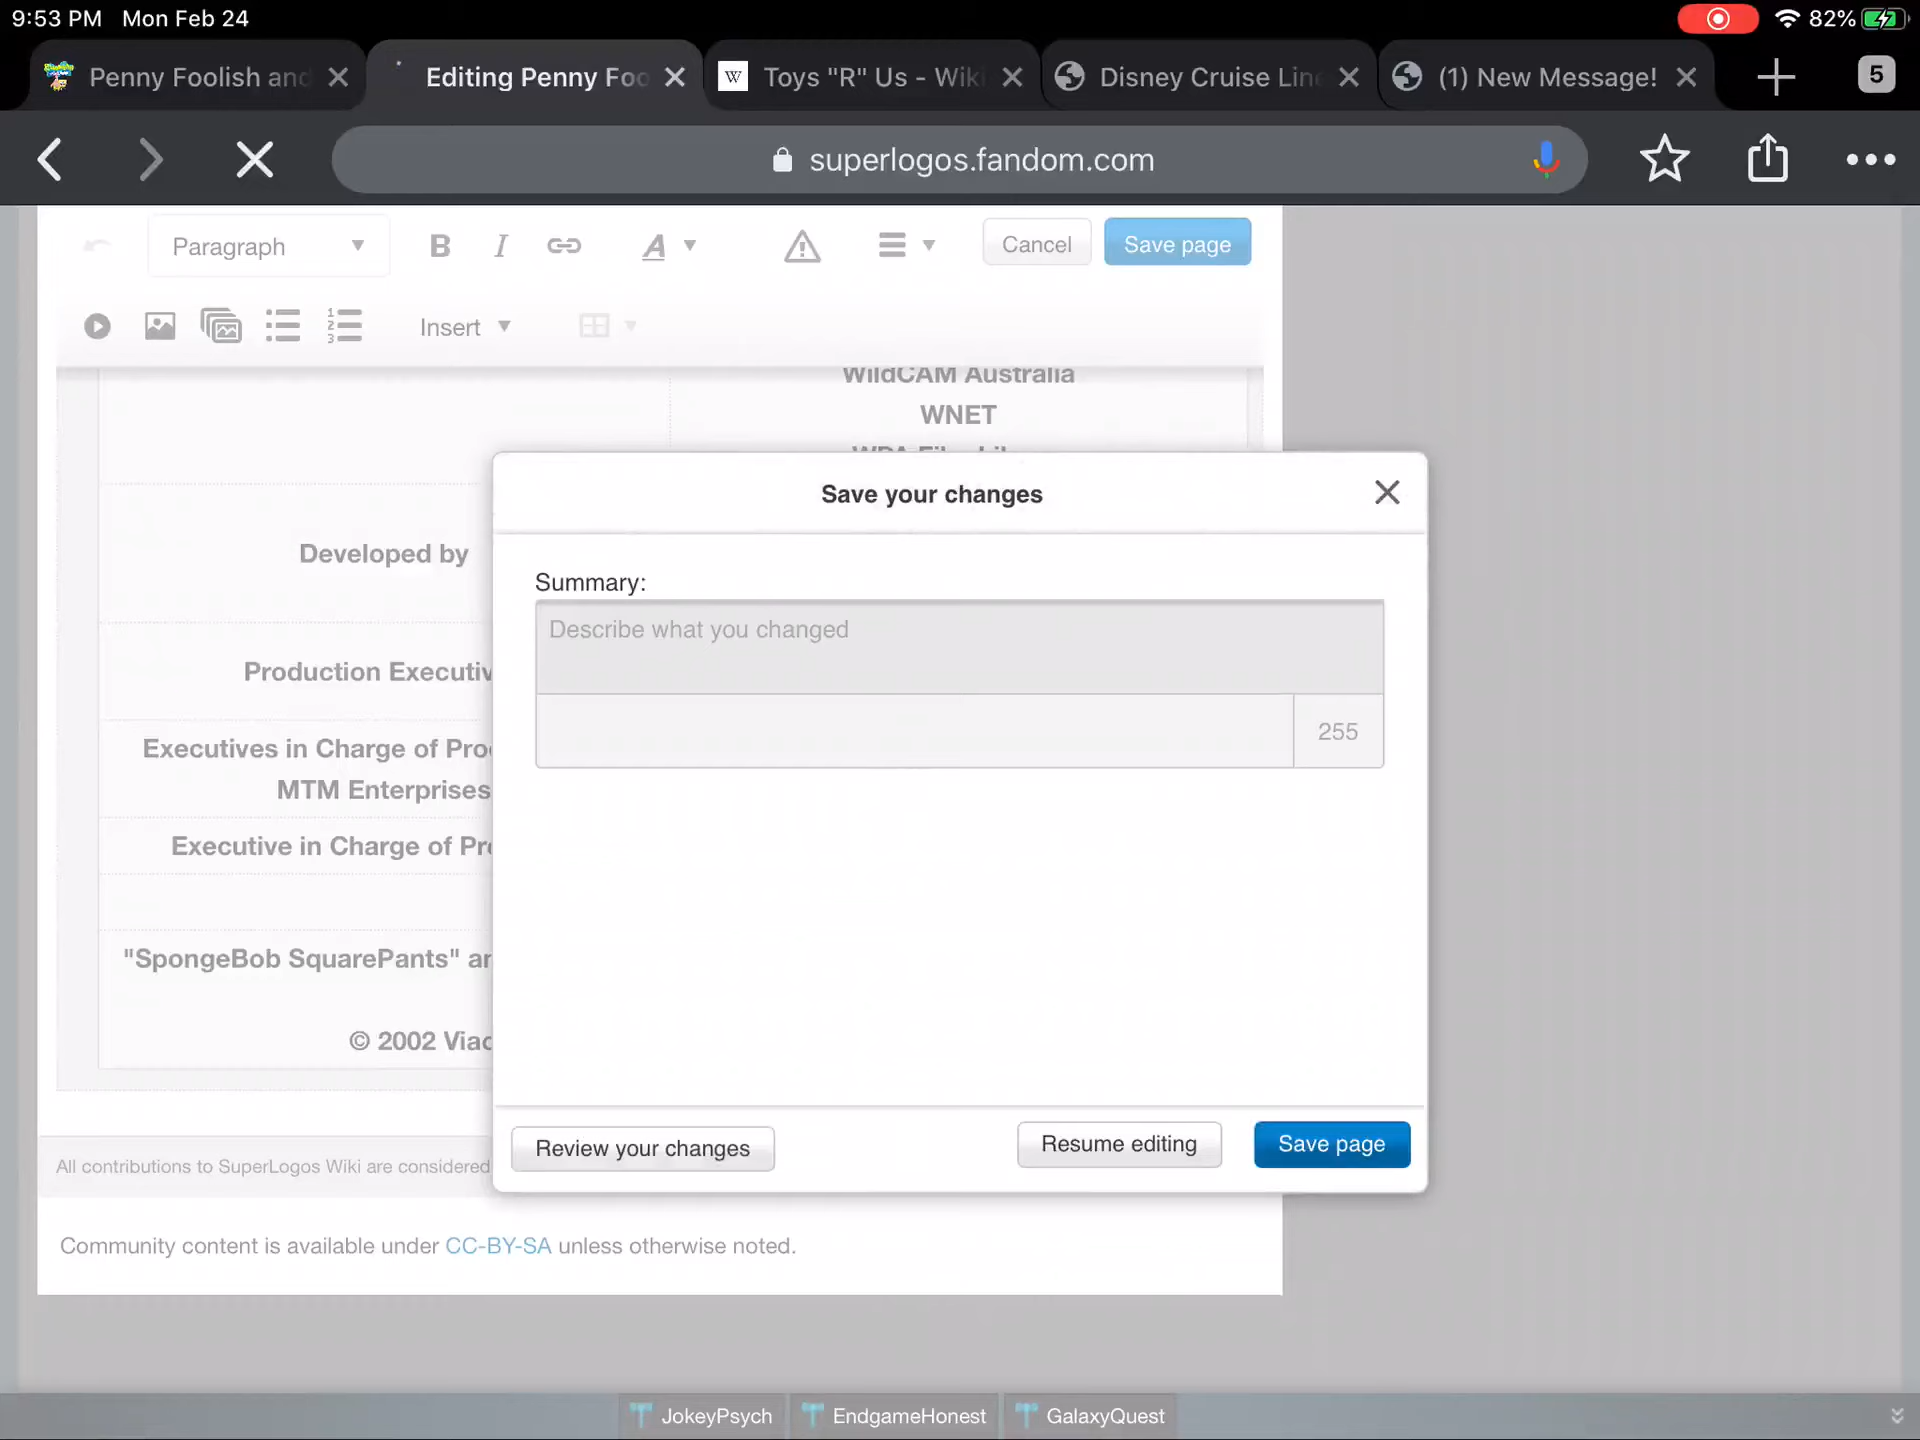 9:53 PM Mon Feb 24
82%
Penny Foolish and
Editing Penny Foo
W Toys "R" Us - Wiki
Disney Cruise Line
(1) New Message!
5
superlogos.fandom.com
Paragraph
B I A
Cancel
Save page
Insert
WildCAM Australia
WNET
Save your changes
Developed by
Summary:
Describe what you changed
255
Production Executiv
Executives in Charge of Pro
MTM Enterprises
Executive in Charge of Pr
"SpongeBob SquarePants" an
© 2002 Viac
Review your changes
Resume editing
Save page
All contributions to SuperLogos Wiki are considered
Community content is available under CC-BY-SA unless otherwise noted.
JokeyPsych
EndgameHonest
GalaxyQuest